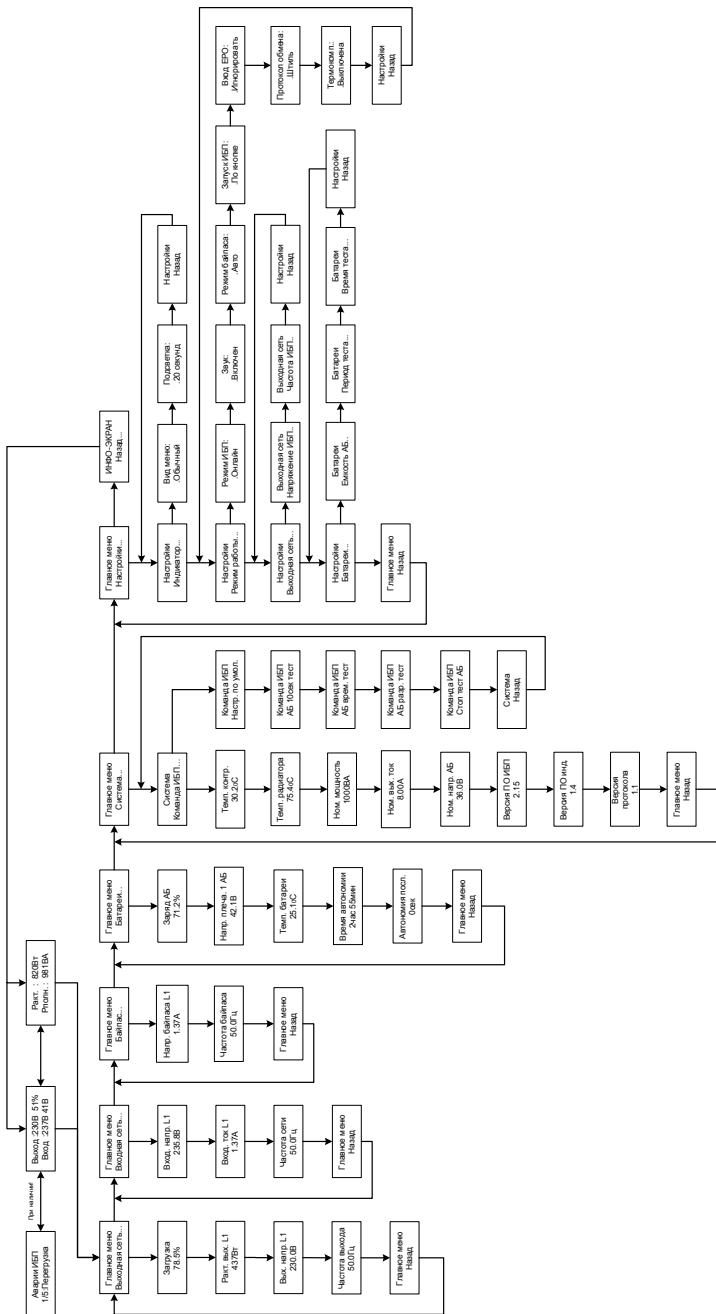 Аварии ИБП
1/5:Перегрузка
При наличии!
Выход :230В 51%
Вход :237В 41В
Ракт. : 820Вт
Рполн. : 981ВА
Главное меню
Выходная сеть...
Загрузка
78.5%
Ракт. вых. L1
437Вт
Вых. напр. L1
230.0В
Частота выхода
50.0Гц
Главное меню
Назад
Главное меню
Входная сеть...
Вход. напр. L1
235.8В
Вход. ток L1
1.37А
Частота сети
50.0Гц
Главное меню
Назад
Главное меню
Байпас...
Напр. байпаса L1
1.37А
Частота байпаса
50.0Гц
Главное меню
Назад
Главное меню
Батареи...
Заряд АБ
71.2%
Напр. плеча. 1 АБ
42.1В
Темп. батареи
25.1оС
Время автономии
2час 55мин
Автономия посл.
0сек
Главное меню
Назад
Главное меню
Система...
Система
Команда ИБП...
Темп. контр.
30.2оС
Темп. радиатора
75.4оС
Ном. мощность
1000ВА
Ном. вых. ток
8.00А
Ном. напр. АБ
36.0В
Версия ПО ИБП
2.15
Версия ПО инд.
1.4
Версия
протокола
1.1
Главное меню
Назад
Команда ИБП
Настр. по умол.
Команда ИБП
АБ 10сек тест
Команда ИБП
АБ врем. тест
Команда ИБП
АБ разр. тест
Команда ИБП
Стоп тест АБ
Система
Назад
Главное меню
Настройки...
ИНФО-ЭКРАН
Назад...
Настройки
Индикатор...
Вид меню:
.Обычный
Подсветка:
.20 секунд
Настройки
Назад
Настройки
Режим работы...
Режим ИБП:
.Онлайн
Звук:
.Включен
Режим байпаса:
.Авто
Запуск ИБП:
.По кнопке
Вход EPO:
.Игнорировать
Протокол обмена:
.Штиль
Термокомп.:
.Выключена
Настройки
Назад
Настройки
Выходная сеть...
Выходная сеть
Напряжение ИБП...
Выходная сеть
Частота ИБП...
Настройки
Назад
Настройки
Батареи...
Батареи
Емкость АБ...
Батареи
Период теста...
Батареи
Время теста...
Настройки
Назад
Главное меню
Назад